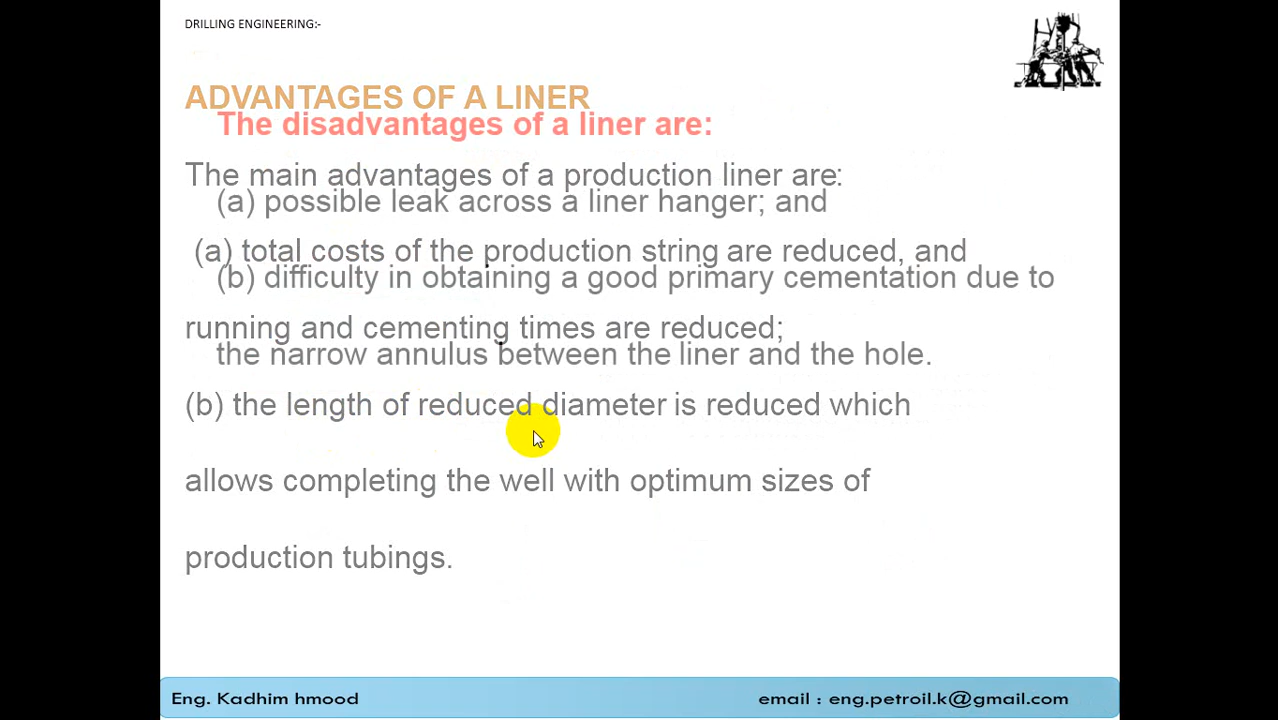 DRILLING ENGINEERING:-
ADVANTAGES OF A LINER
The disadvantages of a liner are:
The main advantages of a production liner are:
(a) possible leak across a liner hanger; and
(a) total costs of the production string are reduced, and
(b) difficulty in obtaining a good primary cementation due to
running and cementing times are reduced;
the narrow annulus between the liner and the hole.
(b) the length of reduced diameter is reduced which
allows completing the well with optimum sizes of
production tubings.
Eng. Kadhim hmood
email : eng.petroil.k@gmail.com